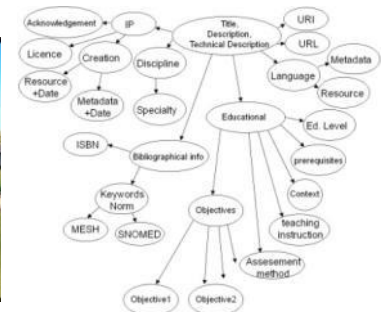 Acknowledgement
IP
Title,
Description,
Technical Description
URI
URL
Licence
Creation
Discipline
Language
Metadata
Resource
Resource
+Date
Metadata
+Date
Specialty
Educational
Ed. Level
ISBN
Bibliographical info
prerequisites
Keywords
Norm
Objectives
Context
teaching
instruction
MESH
SNOMED
Assesement
method
Objective1
Objective2